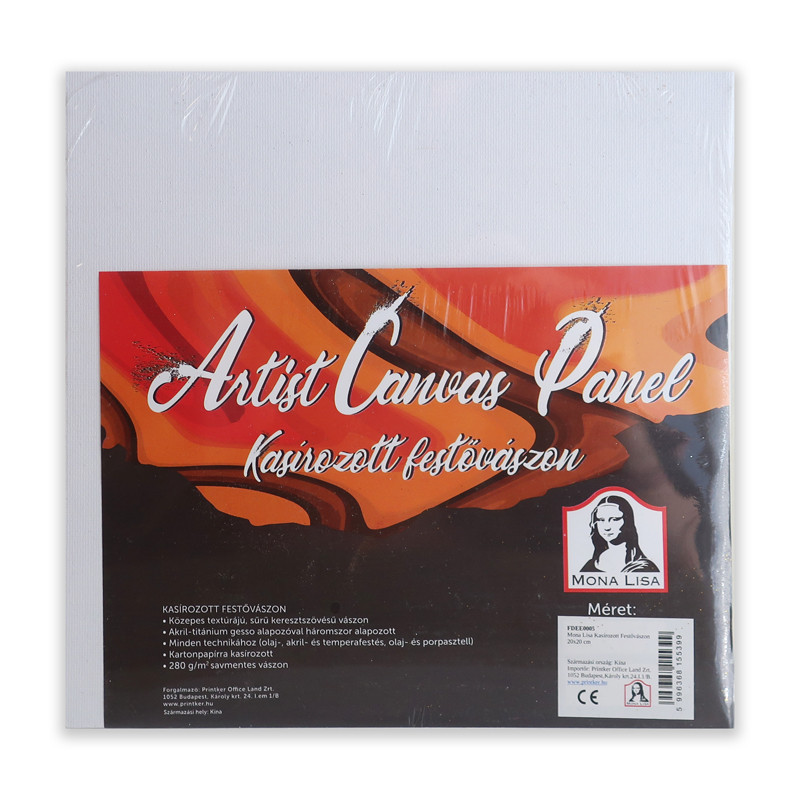 Artist Canvas Panel
Kasírozott festővászon
MONA LISA
KASÍROZOTT FESTŐVÁSZON
• Közepes textúrájú, sűrű keresztszövésű vászon
• Akril-titánium gesso alapozóval háromszor alapozott
• Minden technikához (olaj-, akril- és temperafestés, olaj- és porpasztell)
• Kartonpapírra kasírozott
• 280 g/m² savmentes vászon
Forgalmazó: Printker Office Land Zrt.
1052 Budapest, Károly krt. 24. I.em 1/B
www.printker.hu
Származási hely: Kína
Méret:
FDEE0005
Mona Lisa Kasírozott Festővászon
20x20 cm
Származási ország: Kína
Importőr: Printker Office Land Zrt.
1052 Budapest,Károly krt.24.I.1/B.
www.printker.hu
CE
MONA LISA
5 996368 155399